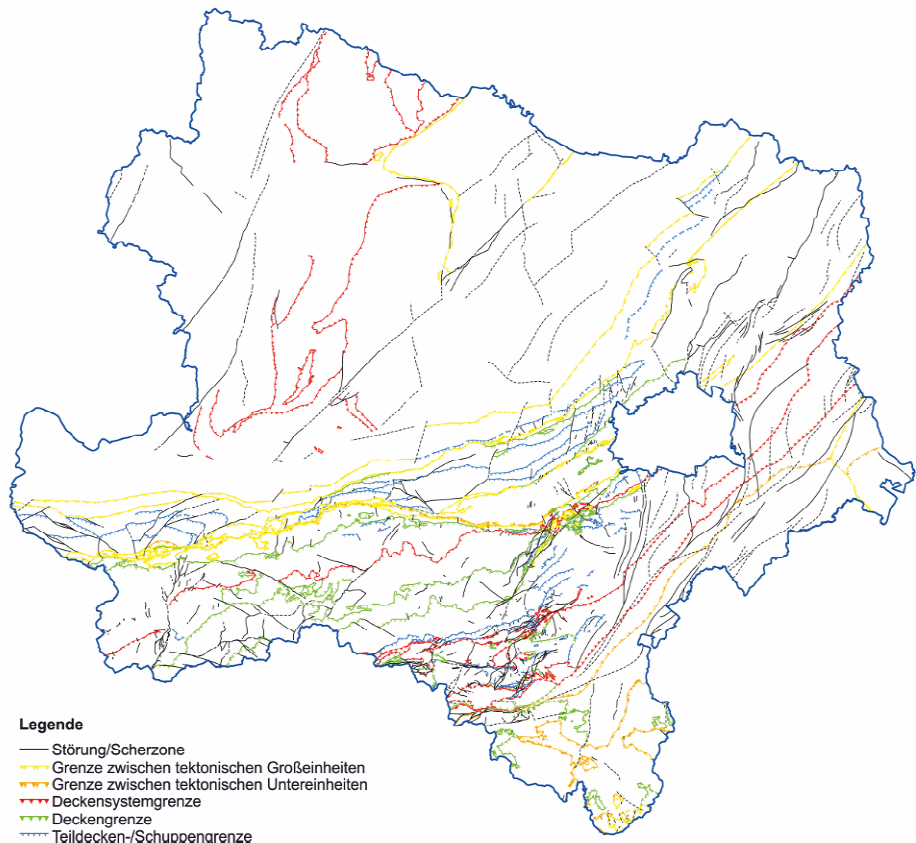 Legende
Störung/Scherzone
Grenze zwischen tektonischen Großeinheiten
Grenze zwischen tektonischen Untereinheiten
Deckensystemgrenze
Deckengrenze
Teildecken-/Schuppengrenze